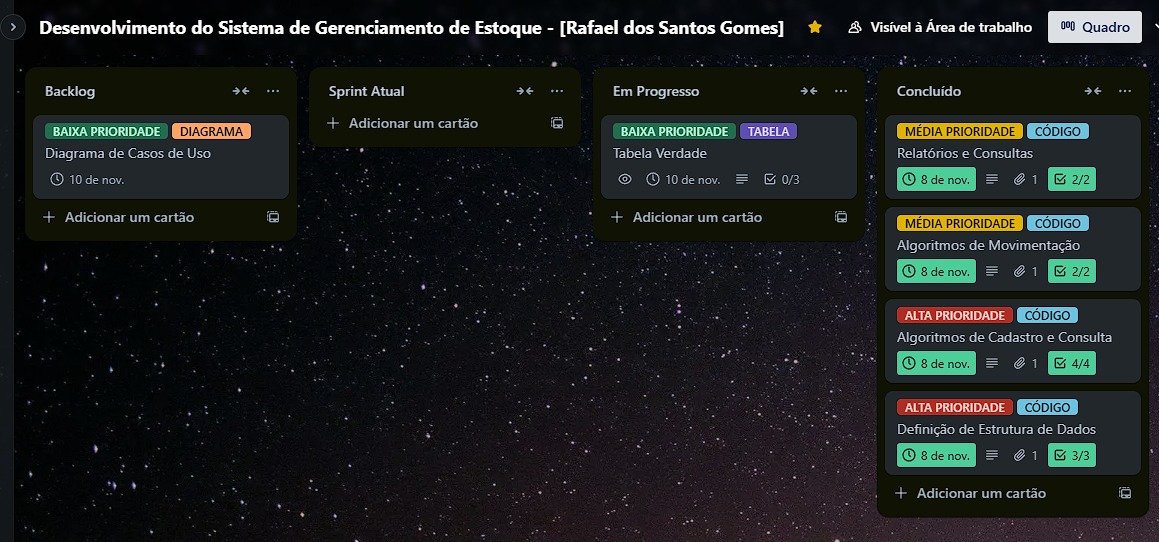 Desenvolvimento do Sistema de Gerenciamento de Estoque - [Rafael dos Santos Gomes]
Visível à Área de trabalho
Quadro
Backlog
BAIXA PRIORIDADE DIAGRAMA
Diagrama de Casos de Uso
10 de nov.
Adicionar um cartão
Sprint Atual
Adicionar um cartão
Em Progresso
BAIXA PRIORIDADE TABELA
Tabela Verdade
10 de nov. 0/3
Adicionar um cartão
Concluído
MÉDIA PRIORIDADE CÓDIGO
Relatórios e Consultas
8 de nov. 1 2/2
MÉDIA PRIORIDADE CÓDIGO
Algoritmos de Movimentação
8 de nov. 1 2/2
ALTA PRIORIDADE CÓDIGO
Algoritmos de Cadastro e Consulta
8 de nov. 1 4/4
ALTA PRIORIDADE CÓDIGO
Definição de Estrutura de Dados
8 de nov. 1 3/3
Adicionar um cartão